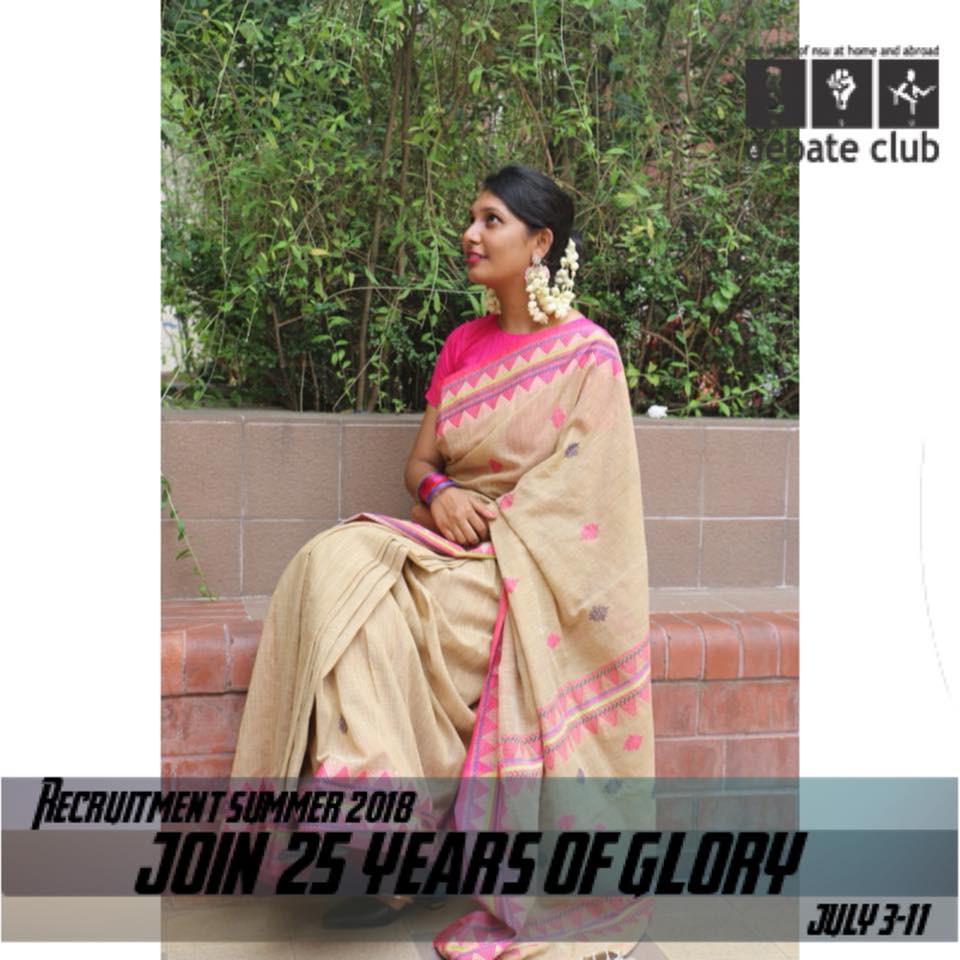 of nsu at home and abroad
debate club
RECRUITMENT SUMMER 2018
JOIN 25 YEARS OF GLORY
JULY 3-11